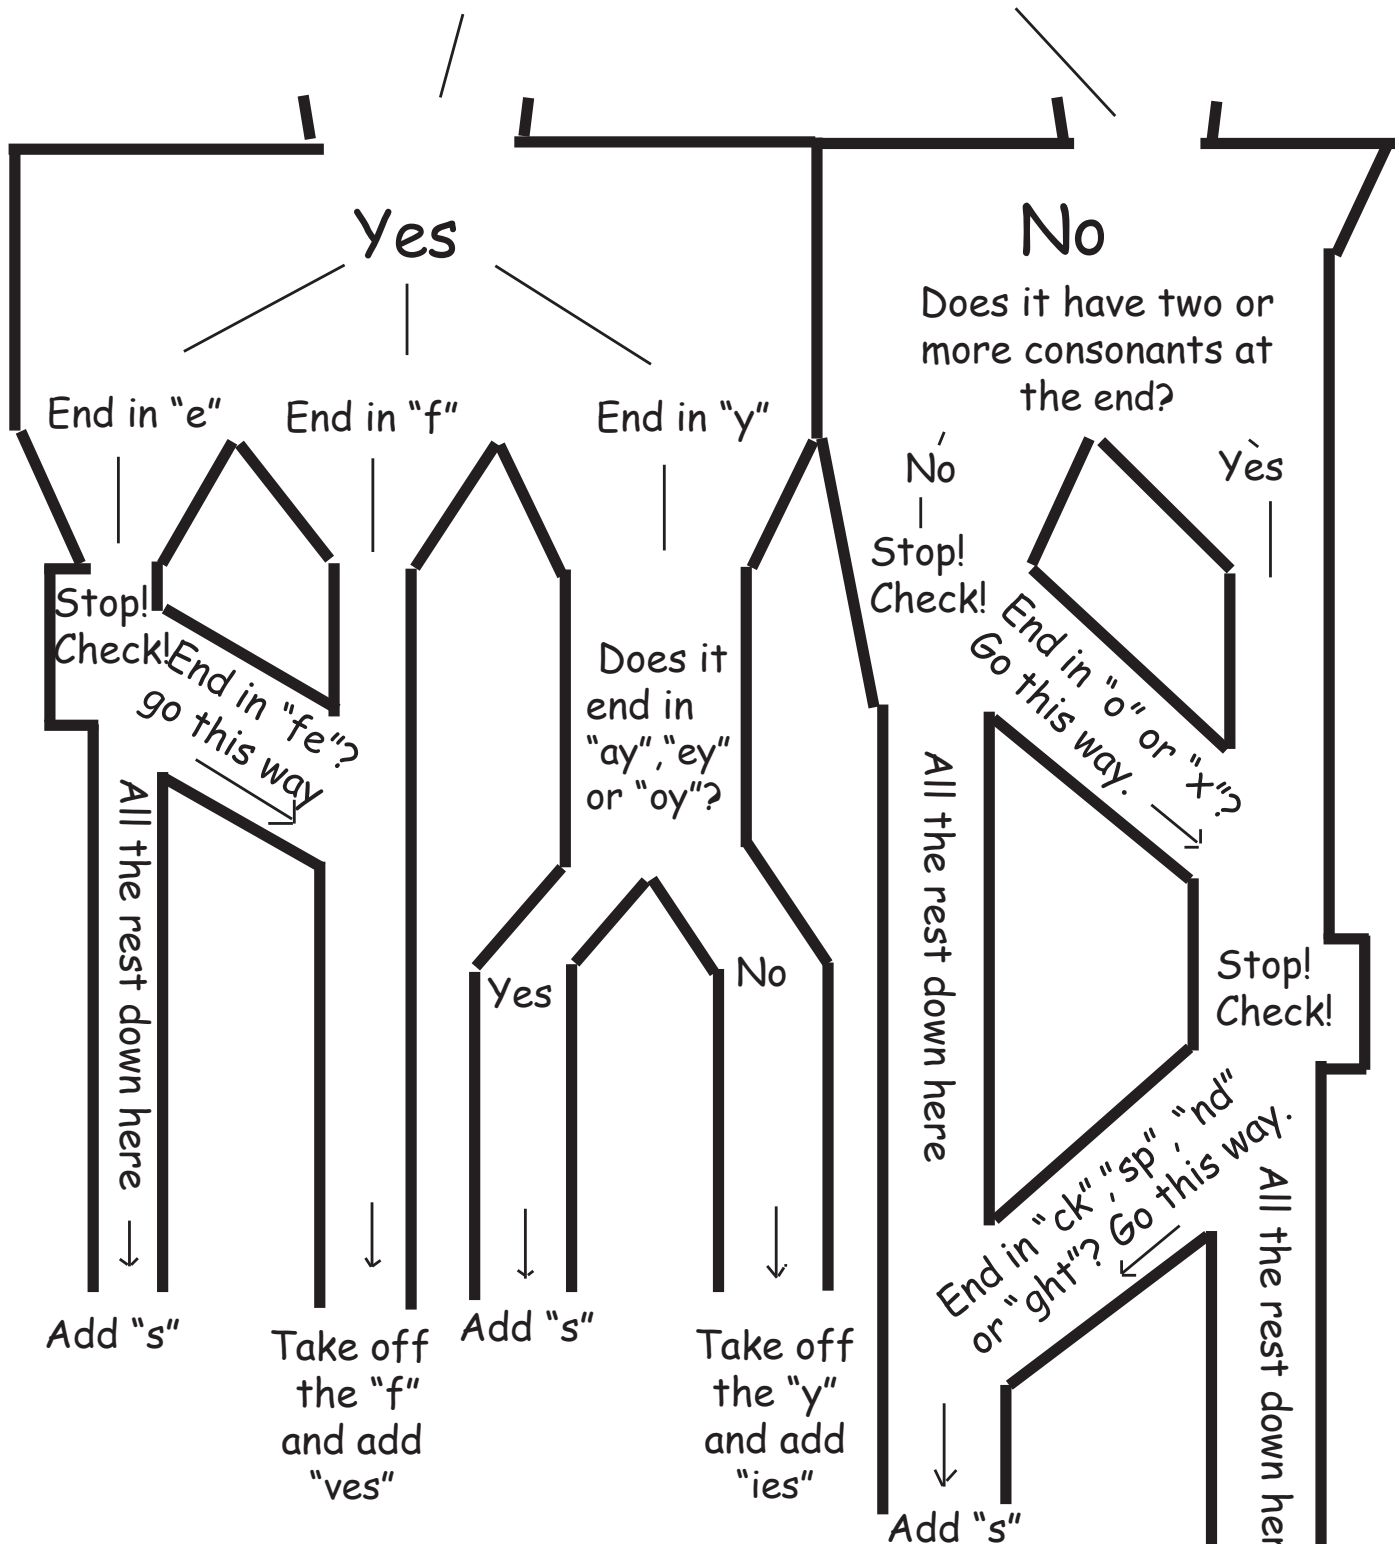 Yes
No
Does it have two or
more consonants at
the end?
End in “e”
End in “f”
End in “y”
No
Yes
Stop!
Check!
Stop!
Check!
End in “fe”?
go this way
Does it
end in
“ay”,“ey”
or “oy”?
End in “o” or “x”?
Go this way.
All the rest down here
All the rest down here
Yes
No
Stop!
Check!
End in “ck”,“sp”,“nd”
or “ght”? Go this way.
All the rest down her
Add “s”
Take off
the “f”
and add
“ves”
Add “s”
Take off
the “y”
and add
“ies”
Add “s”